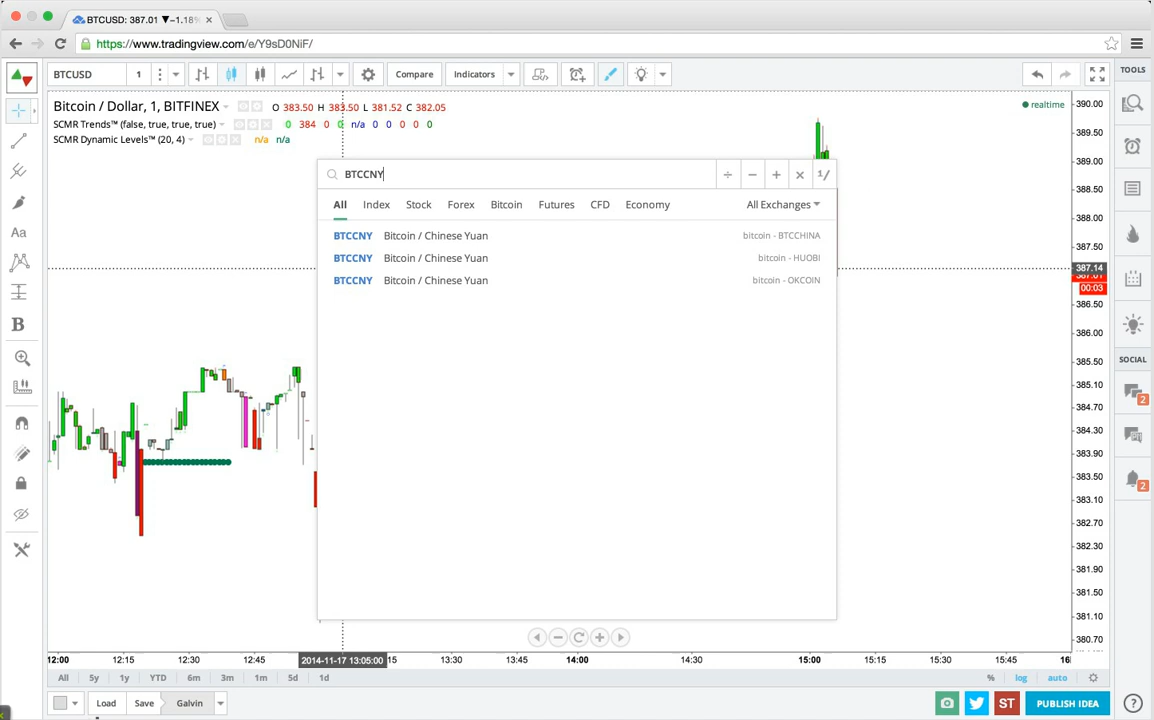 BTCUSD: 387.01 ▼−1.18%
https://www.tradingview.com/e/Y9sD0NiF/
BTCUSD 1 Compare Indicators
TOOLS
Bitcoin / Dollar, 1, BITFINEX O 383.50 H 383.50 L 381.52 C 382.05
realtime
SCMR Trends™ (false, true, true, true) 0 384 0 0 n/a 0 0 0 0 0
SCMR Dynamic Levels™ (20, 4) n/a n/a
BTCCNY ÷ − + × 1/
All Index Stock Forex Bitcoin Futures CFD Economy All Exchanges
BTCCNY Bitcoin / Chinese Yuan bitcoin - BTCCHINA
BTCCNY Bitcoin / Chinese Yuan bitcoin - HUOBI
BTCCNY Bitcoin / Chinese Yuan bitcoin - OKCOIN
Aa
B
390.00
389.50
389.00
388.50
388.00
387.50
387.14
387.01
00:03
386.50
386.00
385.50
385.10
384.70
384.30
383.90
383.50
383.10
382.70
382.30
381.90
381.50
381.10
380.70
SOCIAL
2
2
12:00 12:15 12:30 12:45 2014-11-17 13:05:00 15 13:30 13:45 14:00 14:30 15:00 15:15 15:30 15:45 16
All 5y 1y YTD 6m 3m 1m 5d 1d % log auto
Load Save Galvin ST PUBLISH IDEA ?